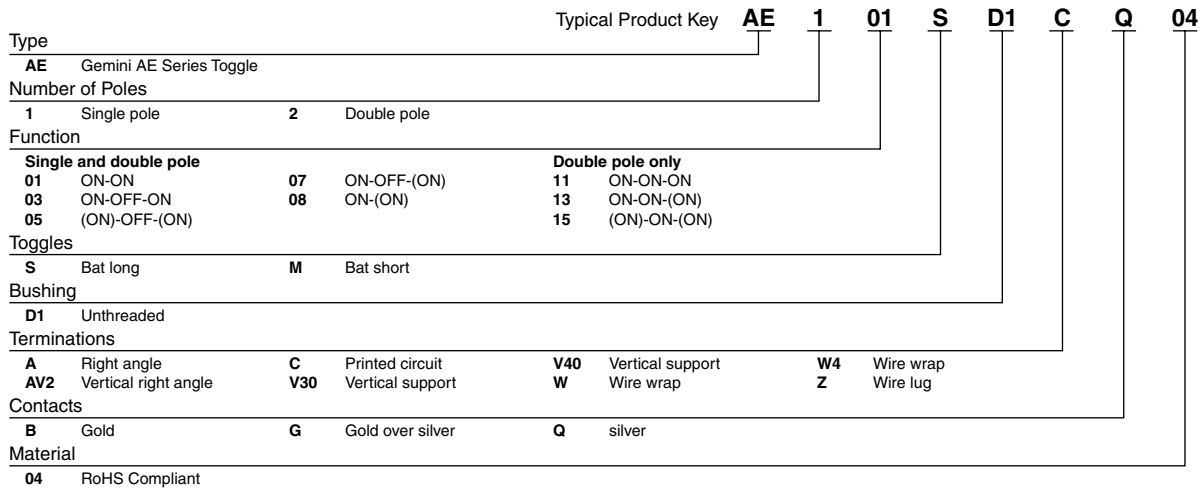 Typical Product Key AE 1 01 S D1 C Q 04
Type
AE Gemini AE Series Toggle
Number of Poles
1 Single pole 2 Double pole
Function
Single and double pole Double pole only
01 ON-ON 07 ON-OFF-(ON) 11 ON-ON-ON
03 ON-OFF-ON 08 ON-(ON) 13 ON-ON-(ON)
05 (ON)-OFF-(ON) 15 (ON)-ON-(ON)
Toggles
S Bat long M Bat short
Bushing
D1 Unthreaded
Terminations
A Right angle C Printed circuit V40 Vertical support W4 Wire wrap
AV2 Vertical right angle V30 Vertical support W Wire wrap Z Wire lug
Contacts
B Gold G Gold over silver Q silver
Material
04 RoHS Compliant